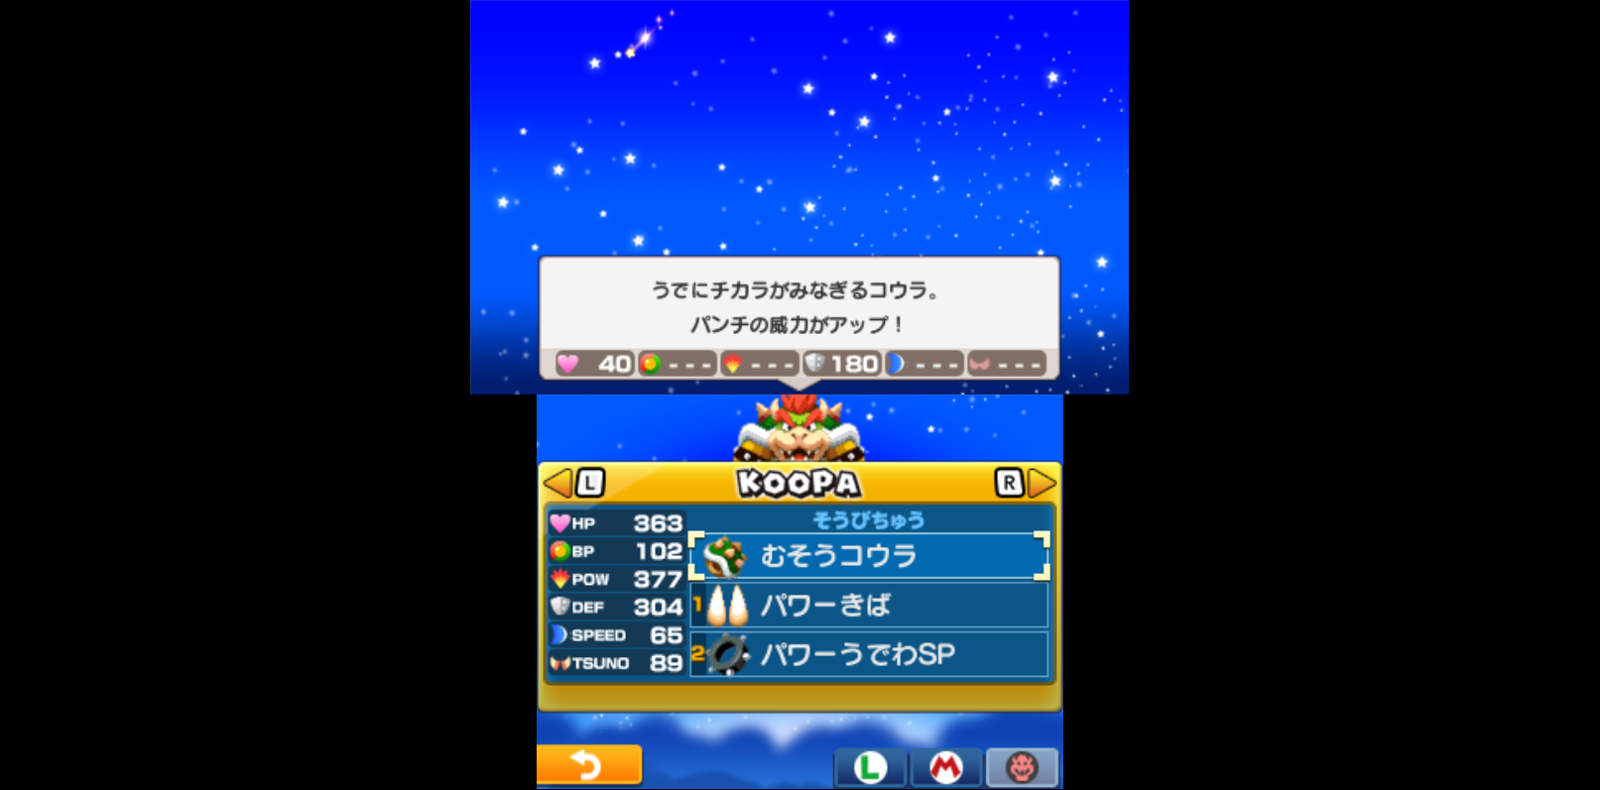 うでにチカラがみなぎるコウラ。
パンチの威力がアップ！
40 --- --- 180 --- ---
L KOOPA R
そうびちゅう
HP 363
BP 102
POW 377
DEF 304
SPEED 65
TSUNO 89
むそうコウラ
1 パワーきば
2 パワーうでわSP
L M